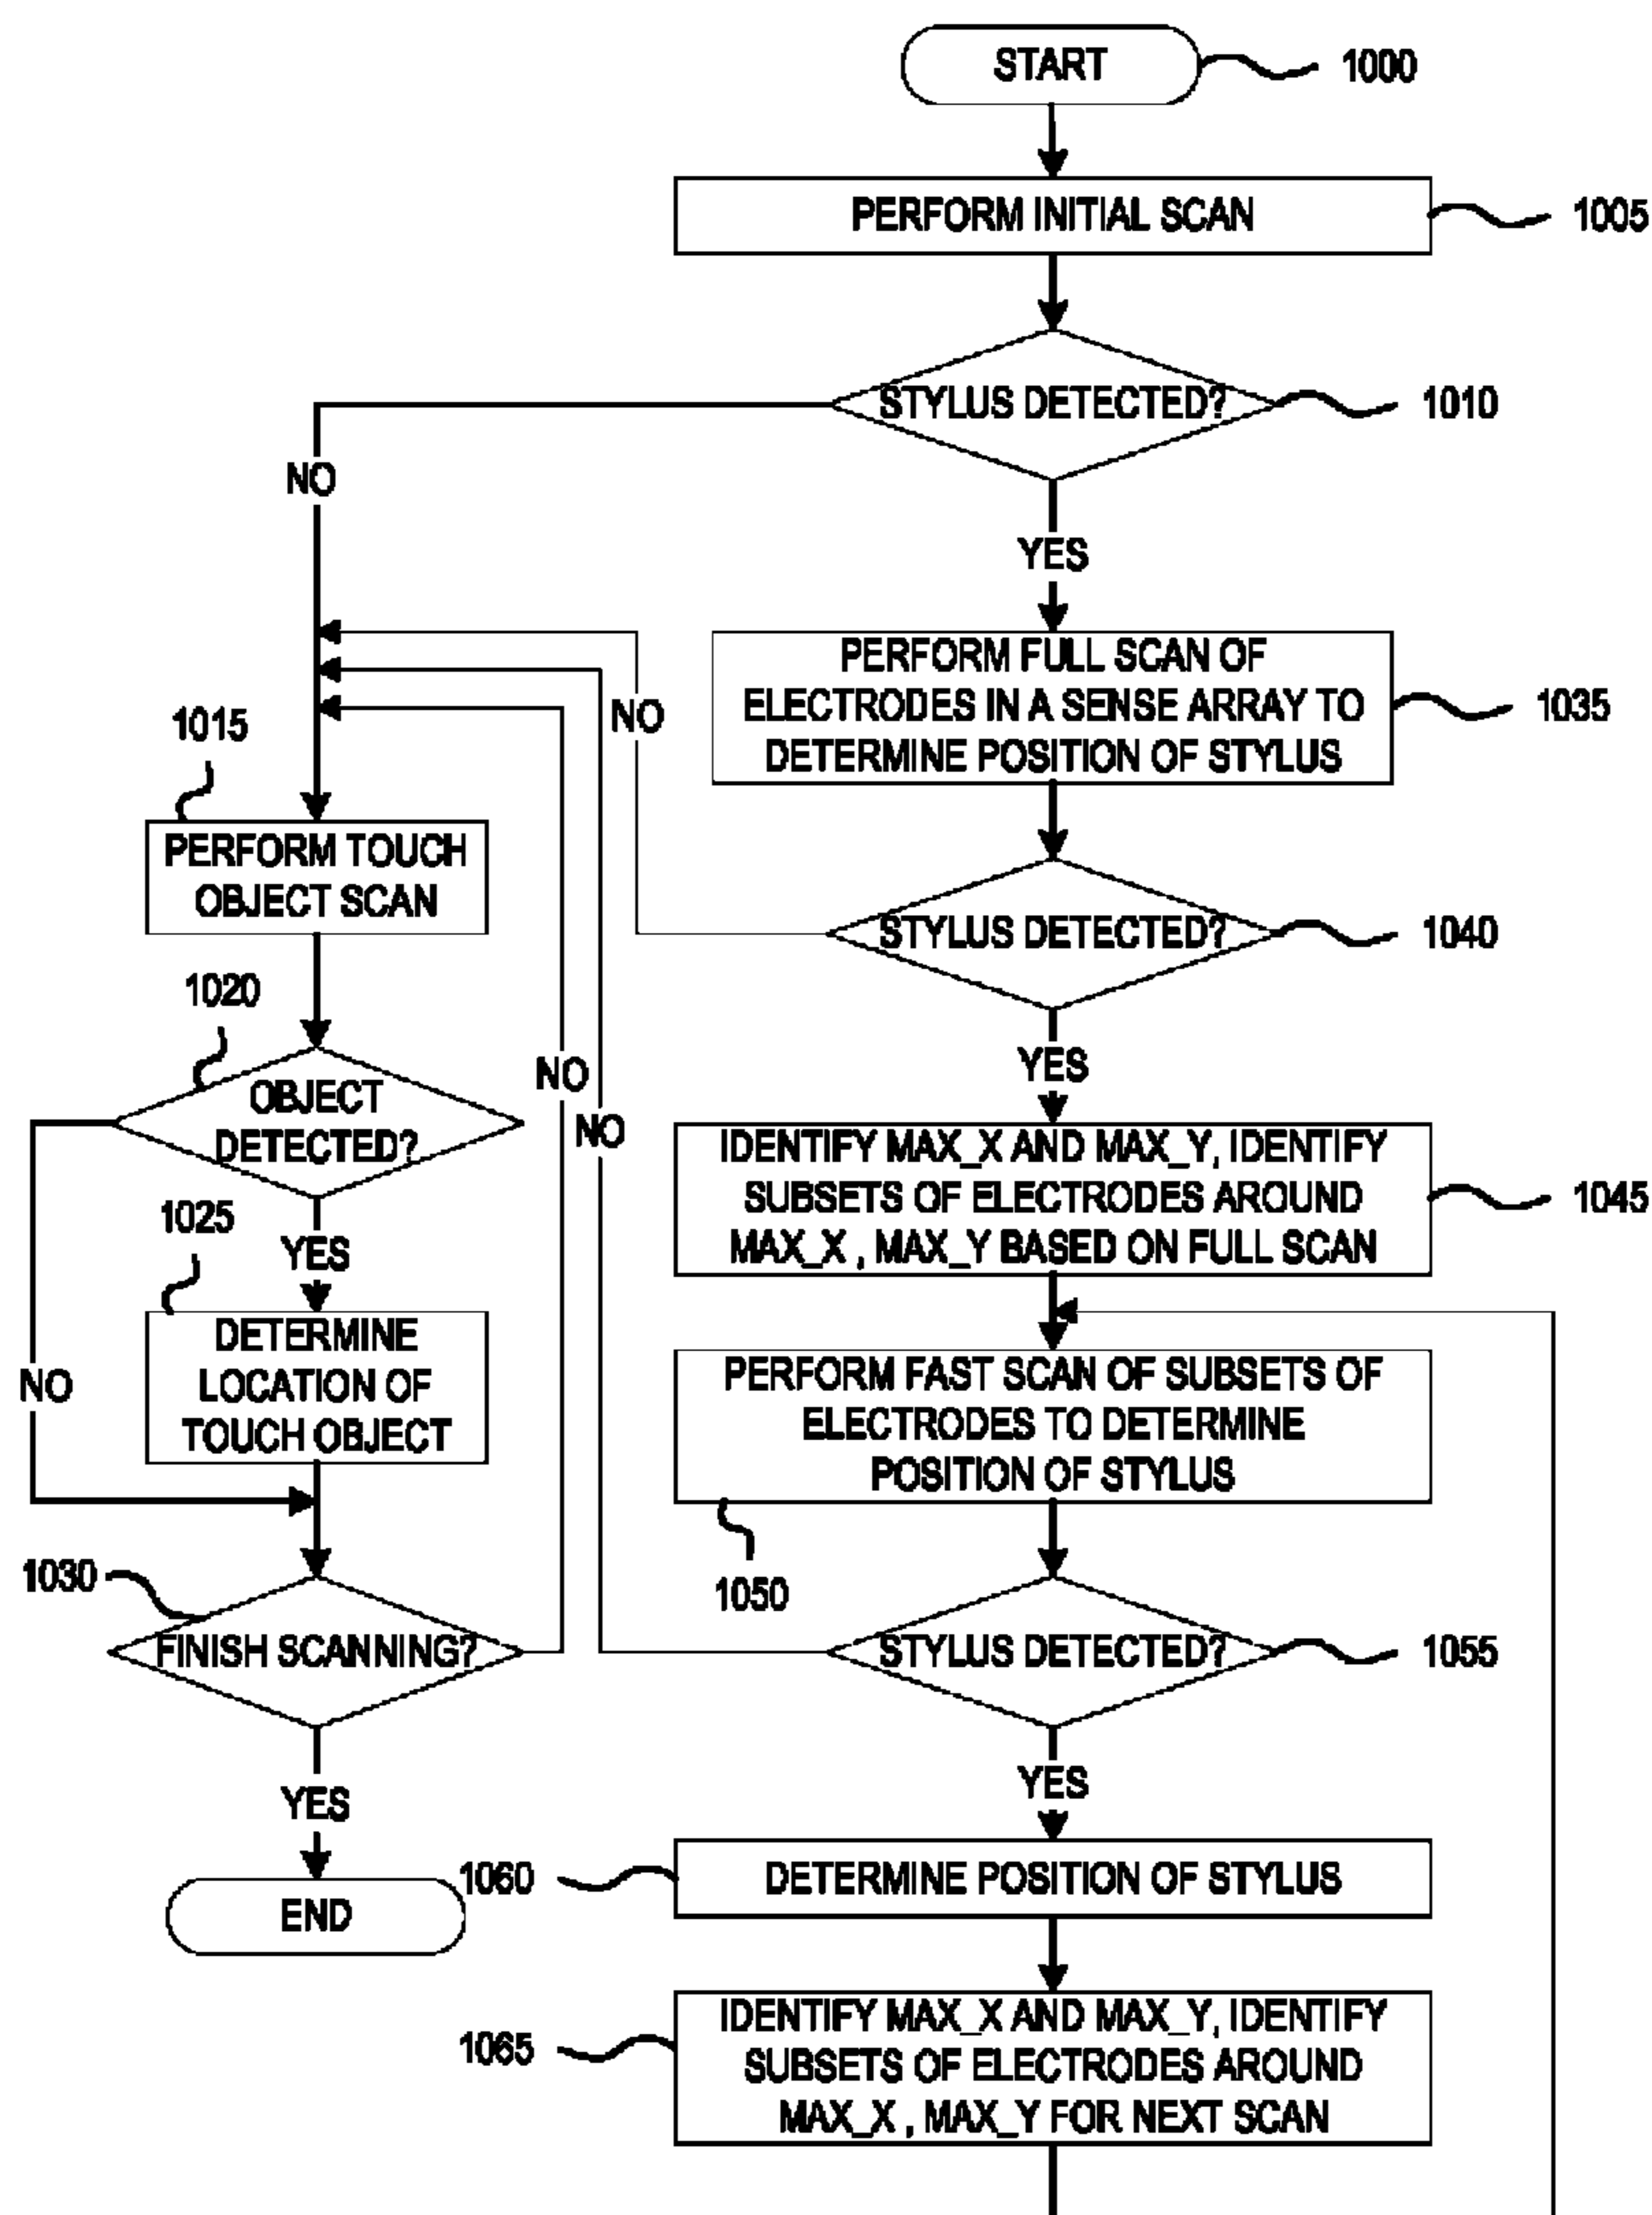 START
1000
PERFORM INITIAL SCAN
1005
STYLUS DETECTED?
1010
NO
YES
PERFORM FULL SCAN OF
ELECTRODES IN A SENSE ARRAY TO
DETERMINE POSITION OF STYLUS
1035
NO
1015
PERFORM TOUCH
OBJECT SCAN
STYLUS DETECTED?
1040
1020
OBJECT
DETECTED?
NO
NO
YES
IDENTIFY MAX_X AND MAX_Y, IDENTIFY
SUBSETS OF ELECTRODES AROUND
MAX_X , MAX_Y BASED ON FULL SCAN
1045
1025
YES
NO
DETERMINE
LOCATION OF
TOUCH OBJECT
PERFORM FAST SCAN OF SUBSETS OF
ELECTRODES TO DETERMINE
POSITION OF STYLUS
1050
1030
FINISH SCANNING?
STYLUS DETECTED?
1055
YES
YES
END
1060
DETERMINE POSITION OF STYLUS
1065
IDENTIFY MAX_X AND MAX_Y, IDENTIFY
SUBSETS OF ELECTRODES AROUND
MAX_X , MAX_Y FOR NEXT SCAN